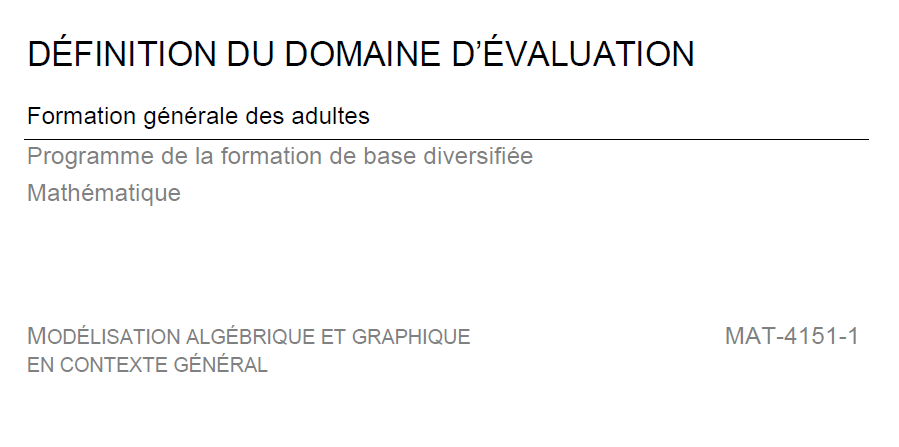 DÉFINITION DU DOMAINE D’ÉVALUATION
Formation générale des adultes
Programme de la formation de base diversifiée
Mathématique
MODÉLISATION ALGÉBRIQUE ET GRAPHIQUE MAT-4151-1
EN CONTEXTE GÉNÉRAL